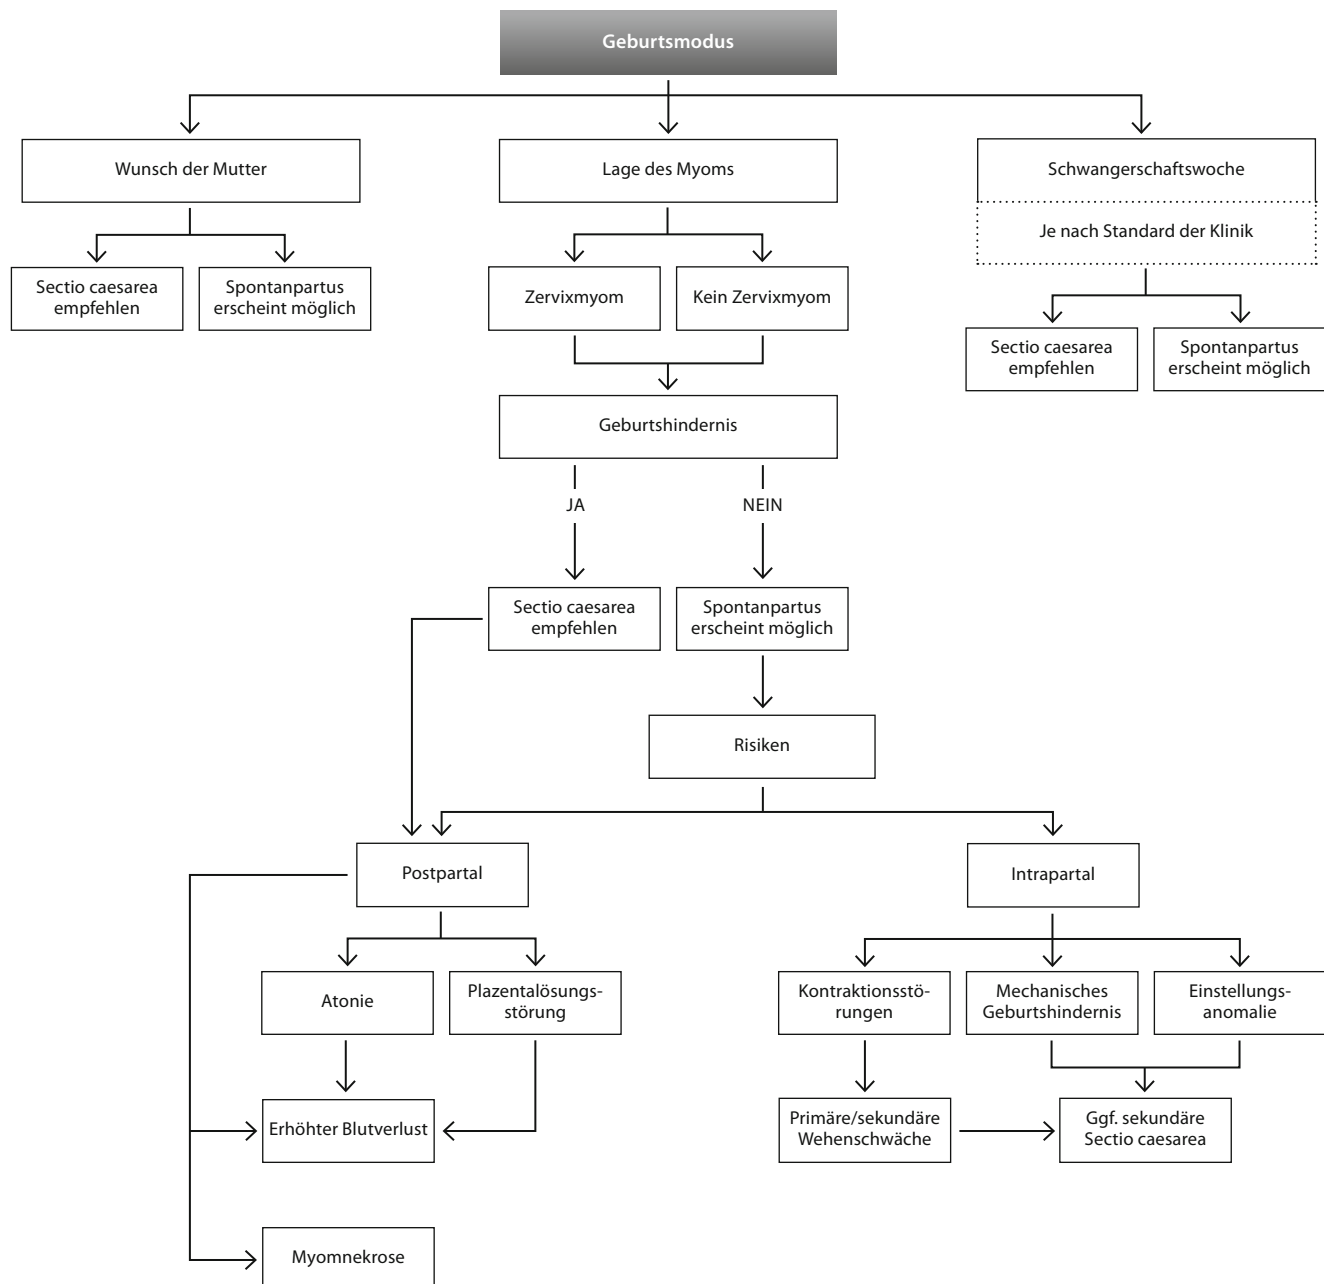 Geburtsmodus
Wunsch der Mutter
Lage des Myoms
Schwangerschaftswoche
Je nach Standard der Klinik
Sectio caesarea
empfehlen
Spontanpartus
erscheint möglich
Zervixmyom
Kein Zervixmyom
Sectio caesarea
empfehlen
Spontanpartus
erscheint möglich
Geburtshindernis
JA
NEIN
Sectio caesarea
empfehlen
Spontanpartus
erscheint möglich
Risiken
Postpartal
Intrapartal
Atonie
Plazentalösungs-
störung
Kontraktionsstö-
rungen
Mechanisches
Geburtshindernis
Einstellungs-
anomalie
Erhöhter Blutverlust
Primäre/sekundäre
Wehenschwäche
Ggf. sekundäre
Sectio caesarea
Myomnekrose